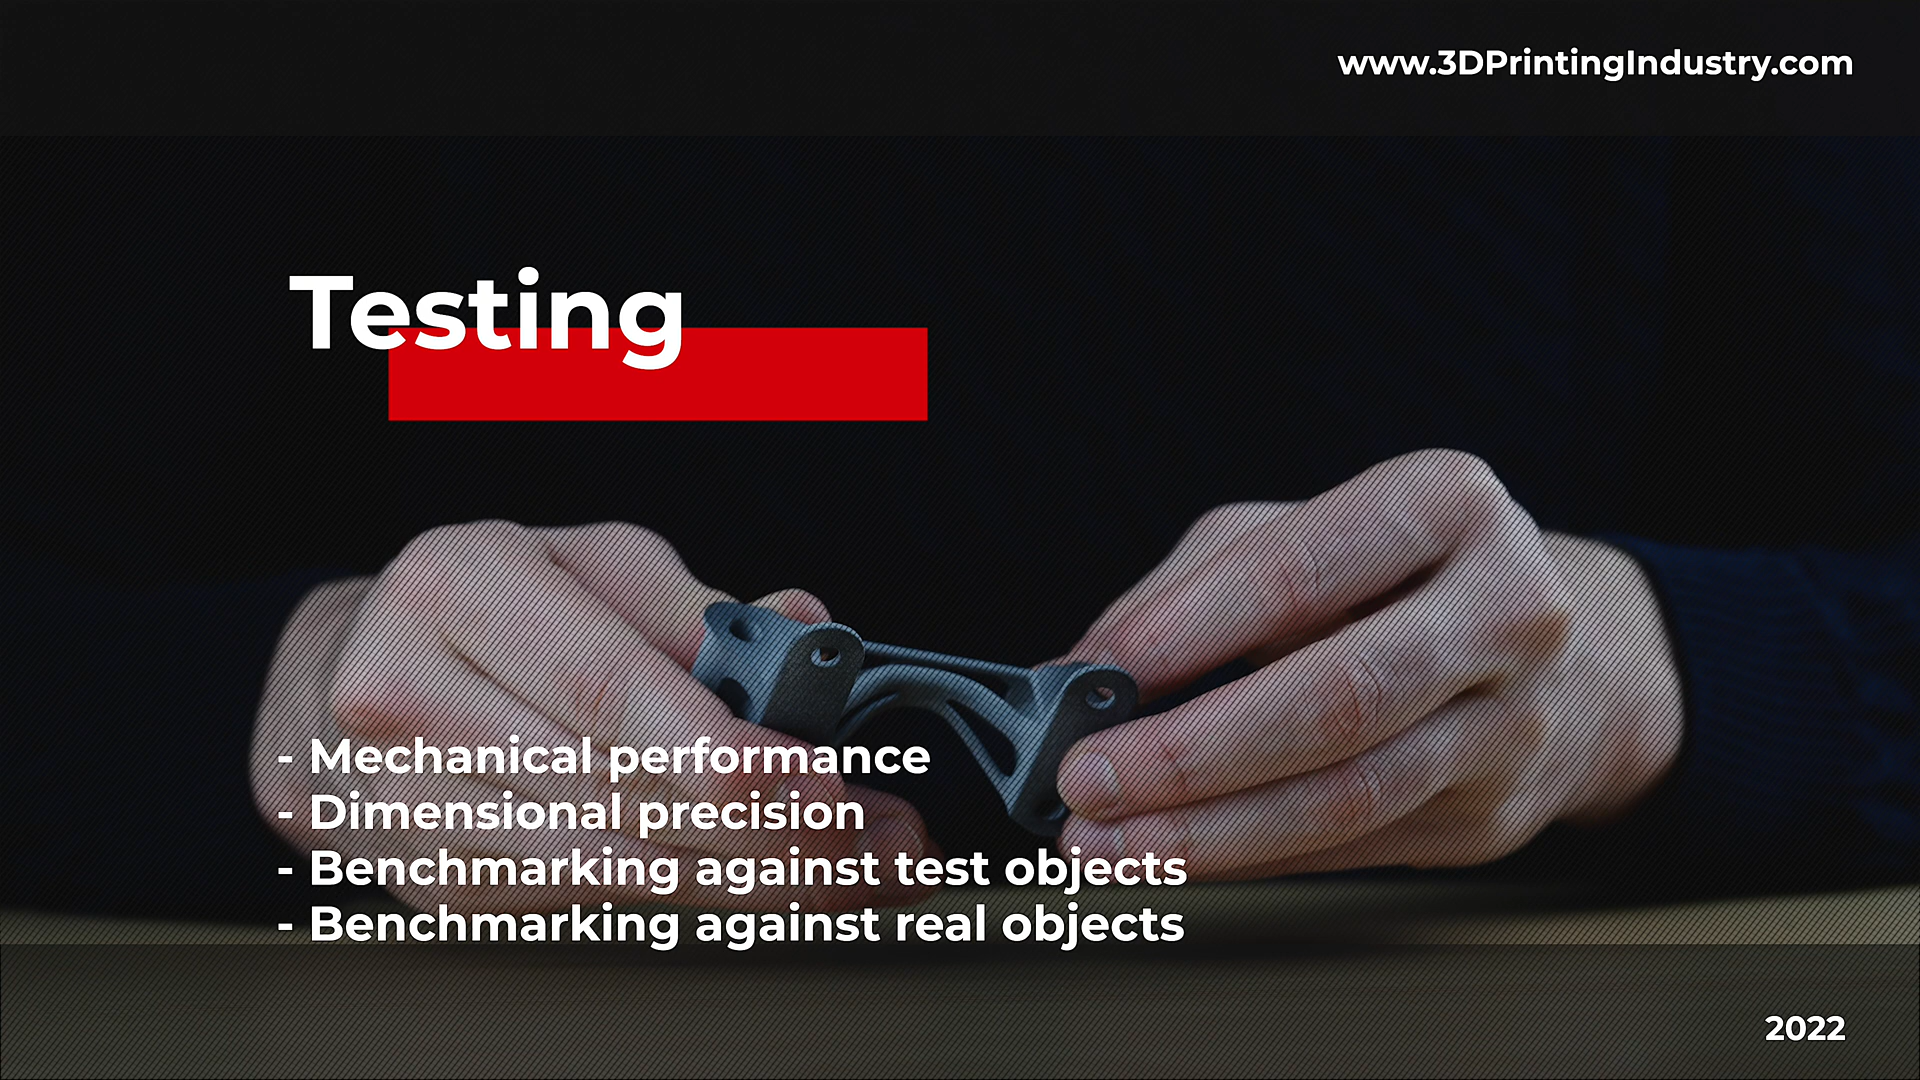 www.3DPrintingIndustry.com
Testing
- Mechanical performance
- Dimensional precision
- Benchmarking against test objects
- Benchmarking against real objects
2022